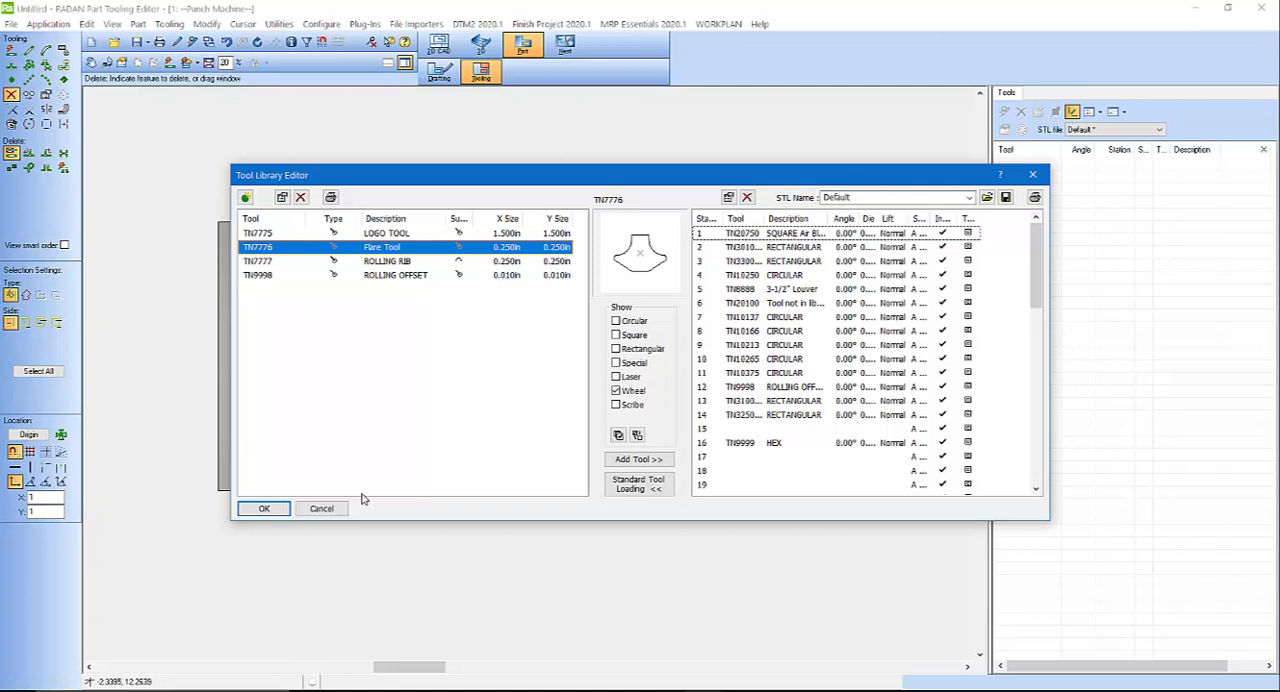 Untitled - RADAN Part Tooling Editor - [1: --Punch Machine--]
File Application Edit View Part Tooling Modify Cursor Utilities Configure Plug-Ins File Importers DTM2 2020.1 Finish Project 2020.1 MRP Essentials 2020.1 WORKPLAN Help
Tooling:
20 %
2D CAD 3D Part Nest
Delete: Indicate feature to delete, or drag window
Drafting Tooling
Delete:
View smart order
Selection Settings:
Type:
Side:
Select All
Location:
Origin
X: 1
Y: 1
-2.3395, 12.2639
Tool Library Editor
Tool Type Description Su... X Size Y Size
TN7775 LOGO TOOL 1.500in 1.500in
TN7776 Flare Tool 0.250in 0.250in
TN7777 ROLLING RIB 0.250in 0.250in
TN9998 ROLLING OFFSET 0.010in 0.010in
OK Cancel
TN7776
Show
Circular
Square
Rectangular
Special
Laser
Wheel
Scribe
Add Tool >>
Standard Tool
Loading <<
STL Name : Default
Sta... Tool Description Angle Die Lift S... In... T...
1 TN20750 SQUARE Air Bl... 0.00° 0.... Normal A ...
2 TN3010... RECTANGULAR 0.00° 0.... Normal A ...
3 TN3300... RECTANGULAR 0.00° 0.... Normal A ...
4 TN10250 CIRCULAR 0.00° 0.... Normal A ...
5 TN8888 3-1/2" Louver 0.00° 0.... Normal A ...
6 TN20100 Tool not in lib... 0.00° 0.... Normal A ...
7 TN10137 CIRCULAR 0.00° 0.... Normal A ...
8 TN10166 CIRCULAR 0.00° 0.... Normal A ...
9 TN10213 CIRCULAR 0.00° 0.... Normal A ...
10 TN10265 CIRCULAR 0.00° 0.... Normal A ...
11 TN10375 CIRCULAR 0.00° 0.... Normal A ...
12 TN9998 ROLLING OFF... 0.00° 0.... Normal A ...
13 TN3100... RECTANGULAR 0.00° 0.... Normal A ...
14 TN3250... RECTANGULAR 0.00° 0.... Normal A ...
15 A ...
16 TN9999 HEX 0.00° 0.... Normal A ...
17 A ...
18 A ...
19 A ...
Tools
STL file: Default*
Tool Angle Station S... T... Description